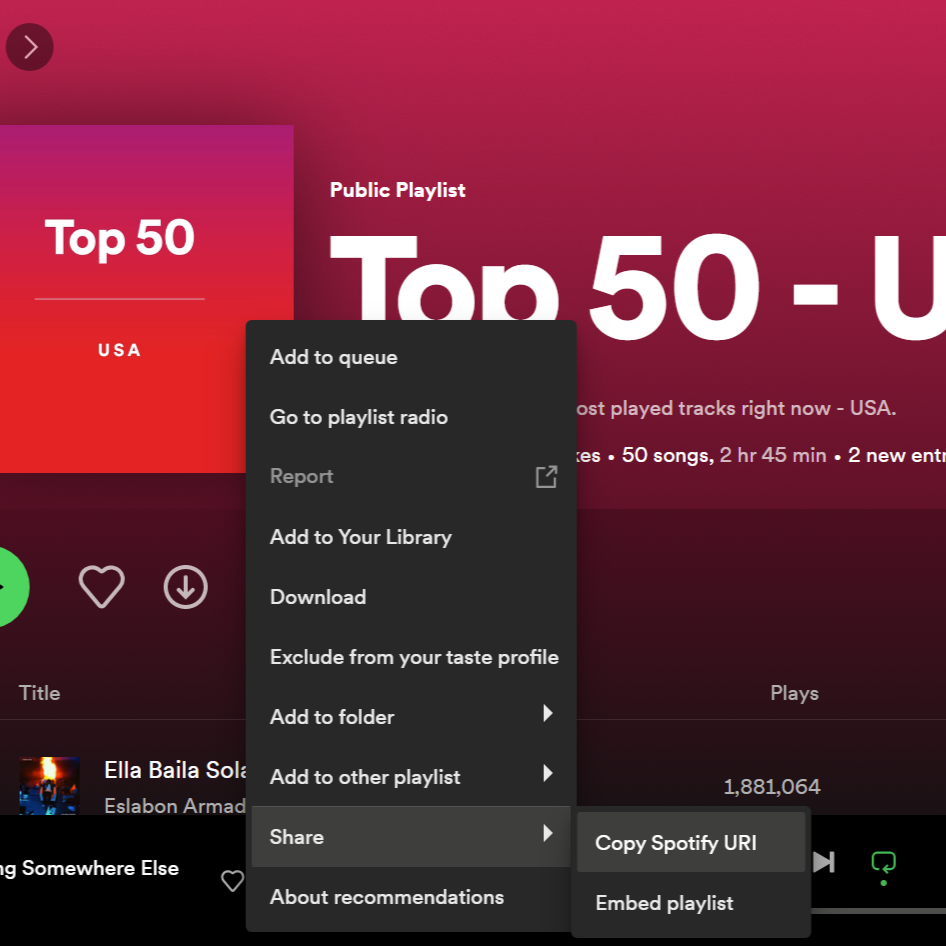 Public Playlist
Top 50
USA
Top 50 - U
Add to queue
Go to playlist radio
Report
Add to Your Library
Download
Exclude from your taste profile
Add to folder
Add to other playlist
Share
About recommendations
Copy Spotify URI
Embed playlist
ost played tracks right now - USA.
kes • 50 songs, 2 hr 45 min • 2 new entr
Title
Plays
Ella Baila Sola
Eslabon Armad
1,881,064
ng Somewhere Else